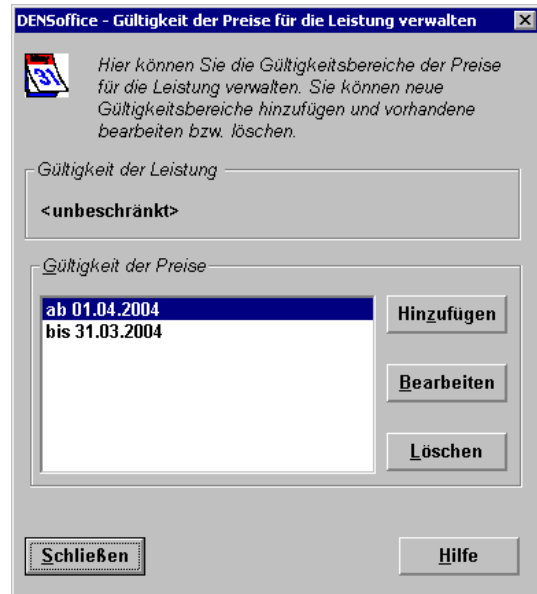 DENSoffice - Gültigkeit der Preise für die Leistung verwalten
31
Hier können Sie die Gültigkeitsbereiche der Preise
für die Leistung verwalten. Sie können neue
Gültigkeitsbereiche hinzufügen und vorhandene
bearbeiten bzw. löschen.
Gültigkeit der Leistung
<unbeschränkt>
Gültigkeit der Preise
ab 01.04.2004
bis 31.03.2004
Hinzufügen
Bearbeiten
Löschen
Schließen
Hilfe